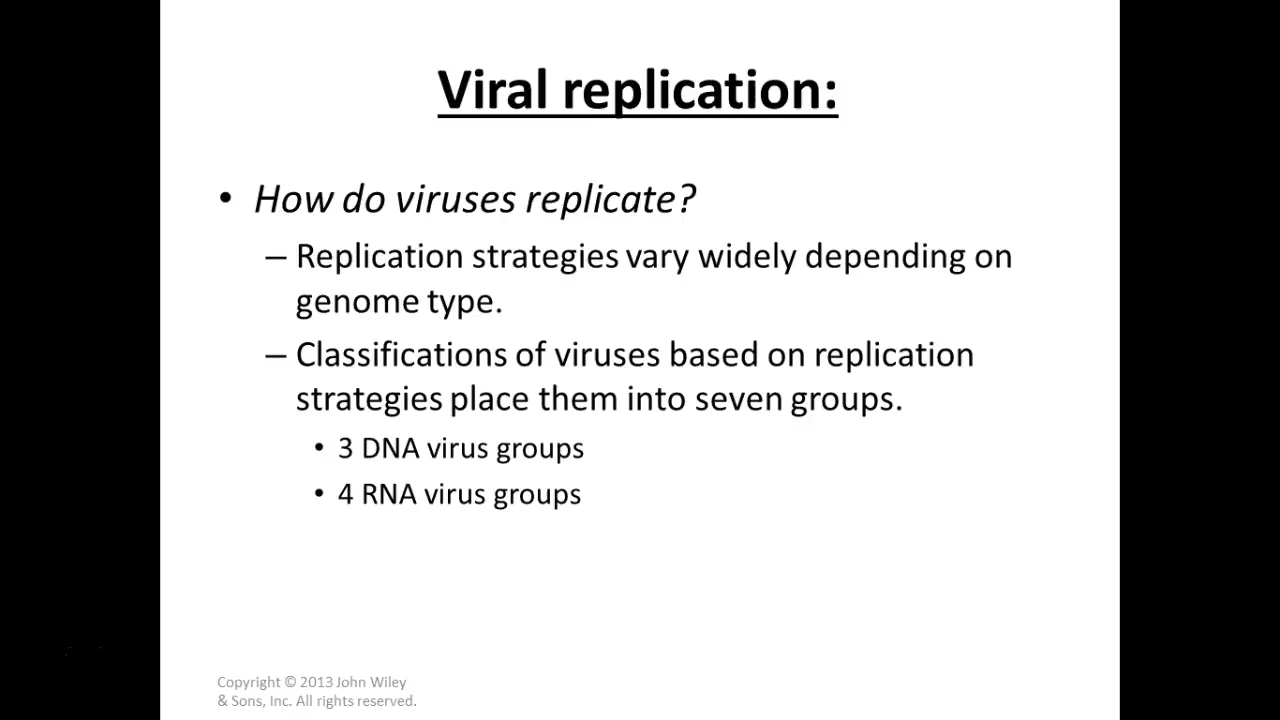 Viral replication:
• How do viruses replicate?
– Replication strategies vary widely depending on
genome type.
– Classifications of viruses based on replication
strategies place them into seven groups.
• 3 DNA virus groups
• 4 RNA virus groups
Copyright © 2013 John Wiley
& Sons, Inc. All rights reserved.